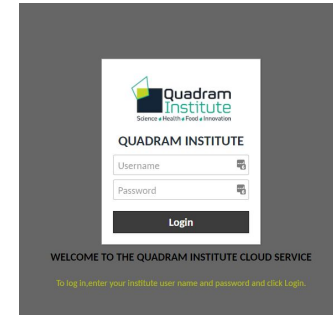 Quadram
Institute
Science Health Food Innovation
QUADRAM INSTITUTE
Username
Password
Login
WELCOME TO THE QUADRAM INSTITUTE CLOUD SERVICE
To log in,enter your institute user name and password and click Login.